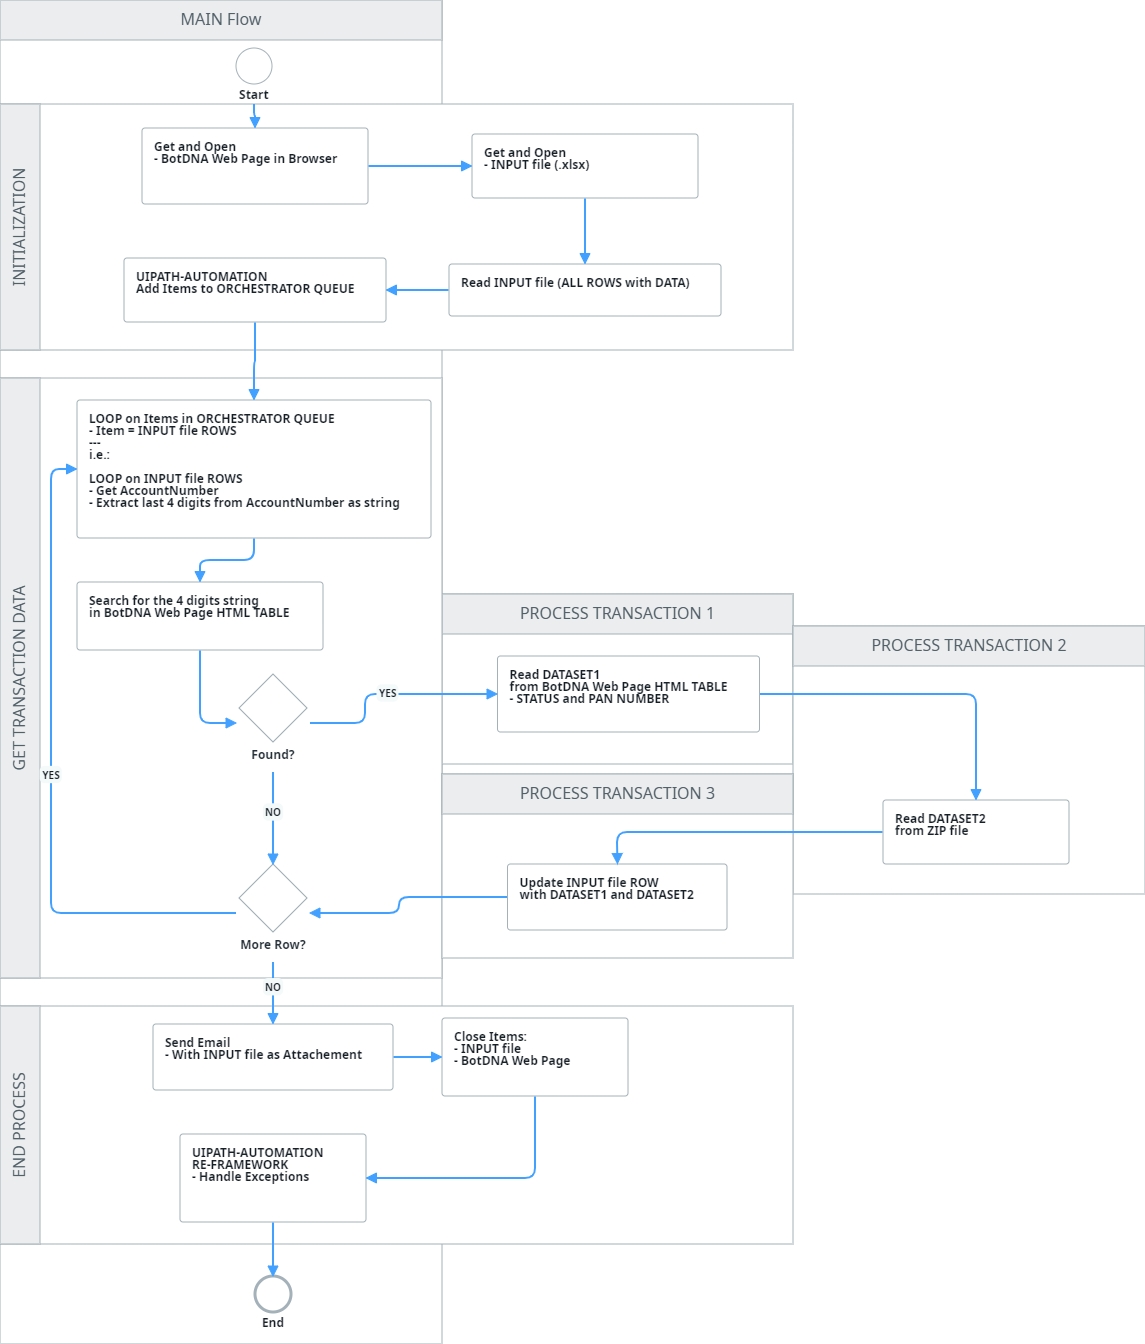 MAIN Flow
Start
INITIALIZATION
Get and Open
- BotDNA Web Page in Browser
Get and Open
- INPUT file (.xlsx)
Read INPUT file (ALL ROWS with DATA)
UIPATH-AUTOMATION
Add Items to ORCHESTRATOR QUEUE
GET TRANSACTION DATA
LOOP on Items in ORCHESTRATOR QUEUE
- Item = INPUT file ROWS
---
i.e.:
LOOP on INPUT file ROWS
- Get AccountNumber
- Extract last 4 digits from AccountNumber as string
Search for the 4 digits string
in BotDNA Web Page HTML TABLE
Found?
YES
PROCESS TRANSACTION 1
Read DATASET1
from BotDNA Web Page HTML TABLE
- STATUS and PAN NUMBER
PROCESS TRANSACTION 2
Read DATASET2
from ZIP file
PROCESS TRANSACTION 3
Update INPUT file ROW
with DATASET1 and DATASET2
NO
More Row?
YES
NO
END PROCESS
Send Email
- With INPUT file as Attachement
Close Items:
- INPUT file
- BotDNA Web Page
UIPATH-AUTOMATION
RE-FRAMEWORK
- Handle Exceptions
End